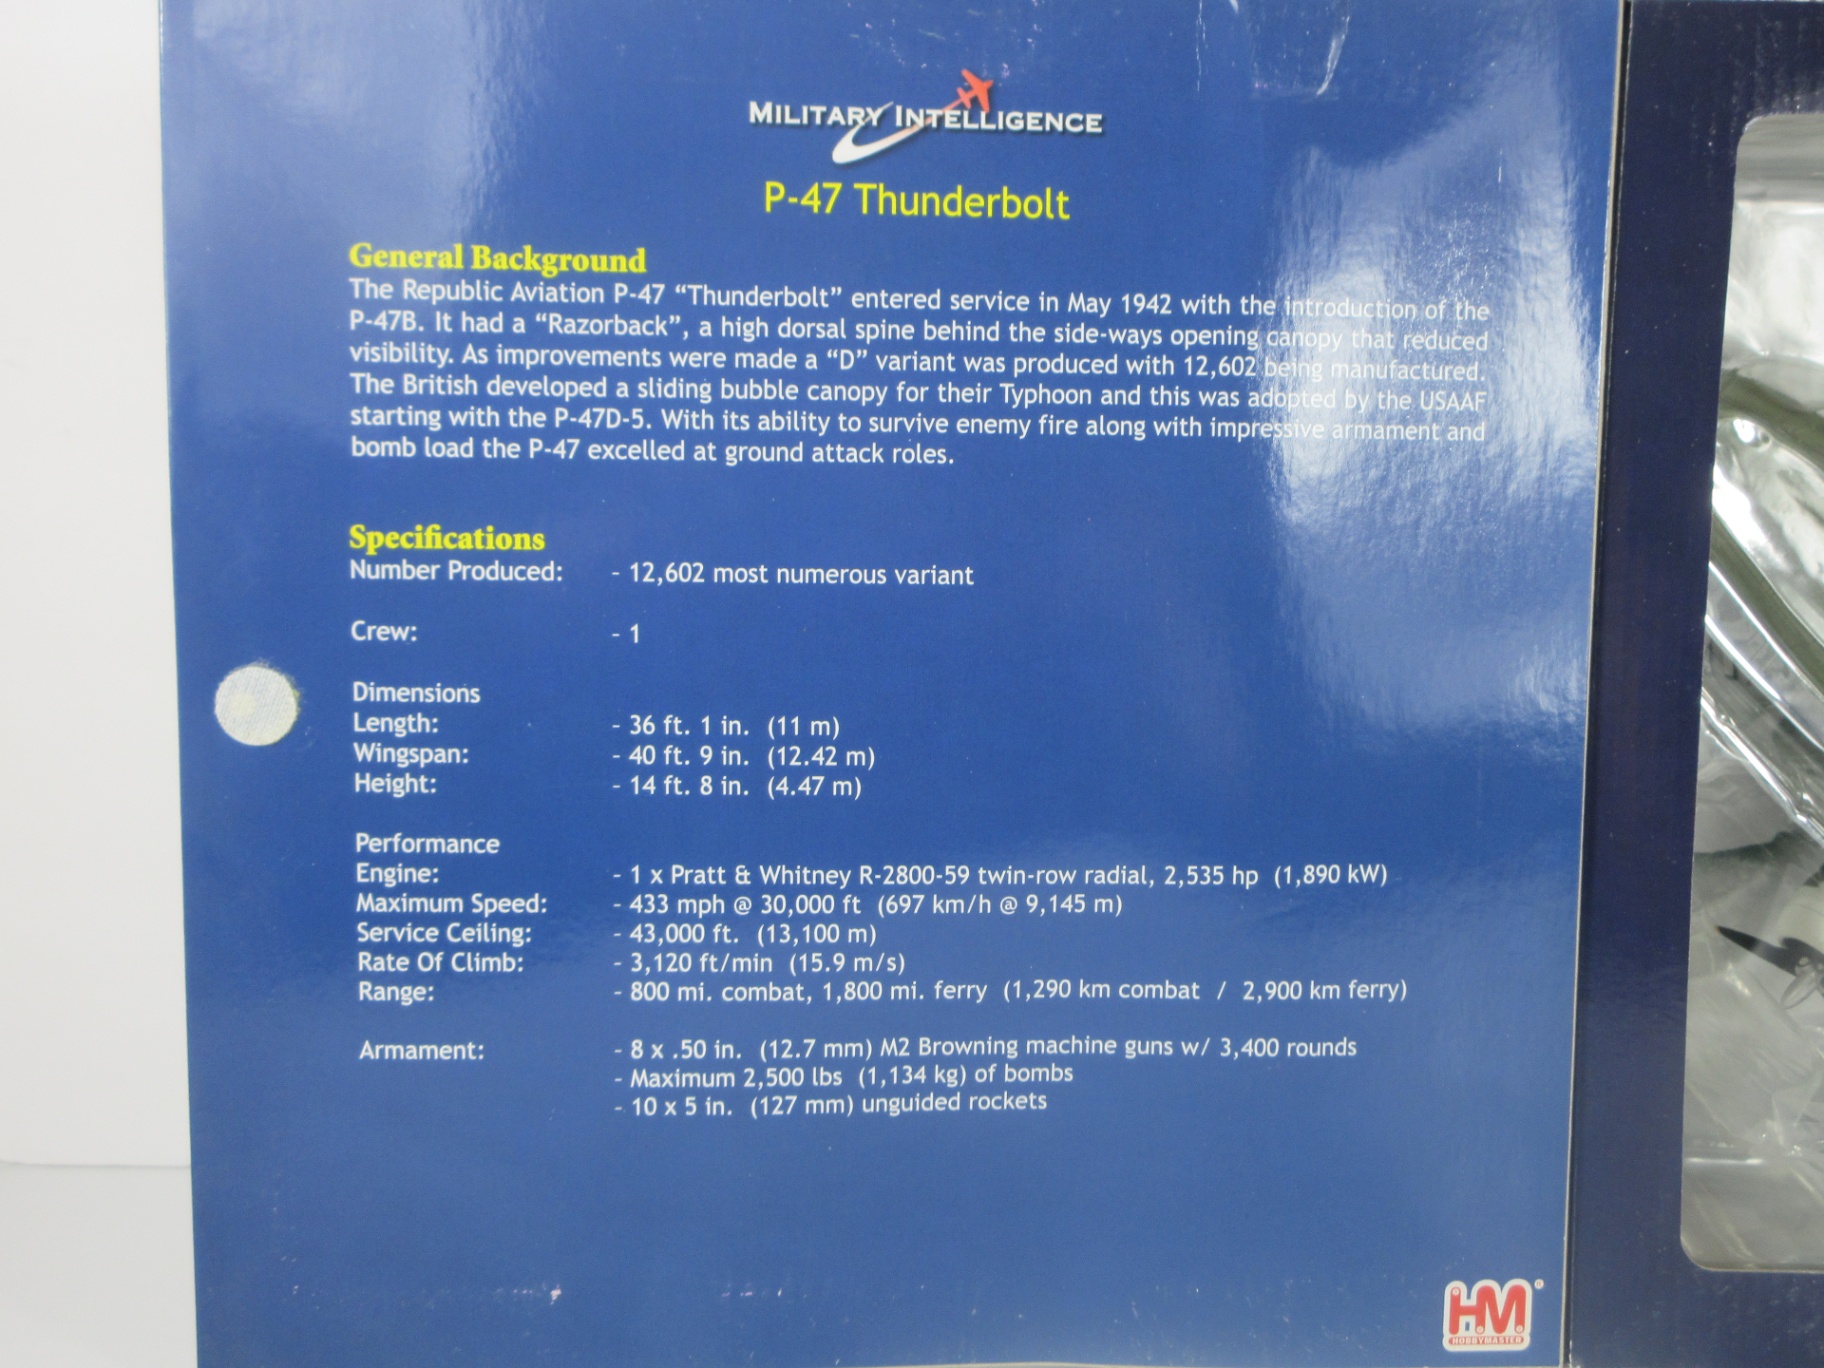 MILITARY INTELLIGENCE
P-47 Thunderbolt
General Background
The Republic Aviation P-47 “Thunderbolt” entered service in May 1942 with the introduction of the
P-47B. It had a “Razorback”, a high dorsal spine behind the side-ways opening canopy that reduced
visibility. As improvements were made a “D” variant was produced with 12,602 being manufactured.
The British developed a sliding bubble canopy for their Typhoon and this was adopted by the USAAF
starting with the P-47D-5. With its ability to survive enemy fire along with impressive armament and
bomb load the P-47 excelled at ground attack roles.
Specifications
Number Produced: - 12,602 most numerous variant
Crew: - 1
Dimensions
Length: - 36 ft. 1 in. (11 m)
Wingspan: - 40 ft. 9 in. (12.42 m)
Height: - 14 ft. 8 in. (4.47 m)
Performance
Engine: - 1 x Pratt & Whitney R-2800-59 twin-row radial, 2,535 hp (1,890 kW)
Maximum Speed: - 433 mph @ 30,000 ft (697 km/h @ 9,145 m)
Service Ceiling: - 43,000 ft. (13,100 m)
Rate Of Climb: - 3,120 ft/min (15.9 m/s)
Range: - 800 mi. combat, 1,800 mi. ferry (1,290 km combat / 2,900 km ferry)
Armament: - 8 x .50 in. (12.7 mm) M2 Browning machine guns w/ 3,400 rounds
- Maximum 2,500 lbs (1,134 kg) of bombs
- 10 x 5 in. (127 mm) unguided rockets
HM®
HOBBYMASTER